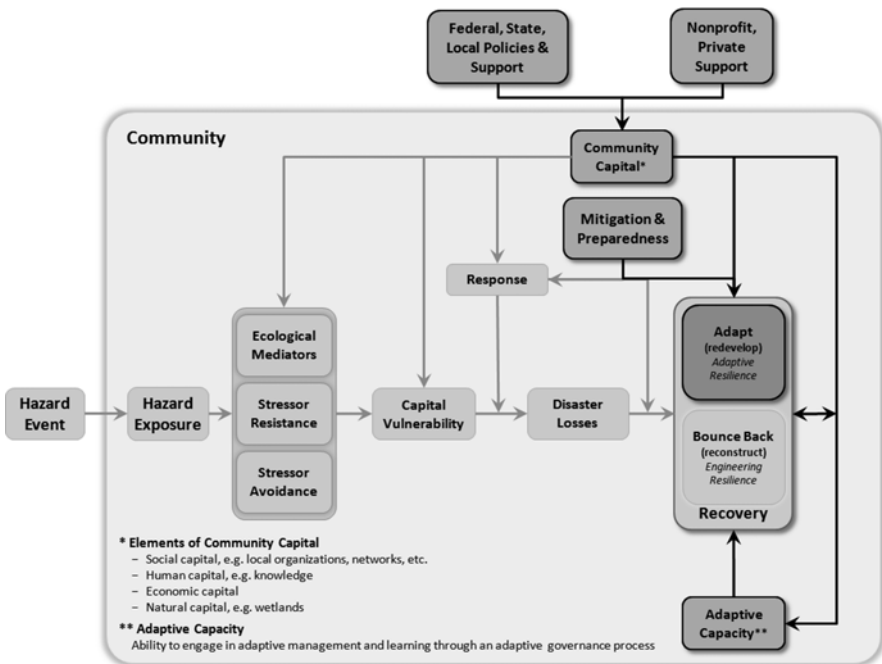 Federal, State,
Local Policies &
Support
Nonprofit,
Private
Support
Community
Community
Capital*
Mitigation &
Preparedness
Response
Ecological
Mediators
Stressor
Resistance
Stressor
Avoidance
Hazard
Event
Hazard
Exposure
Capital
Vulnerability
Disaster
Losses
Adapt
(redevelop)
Adaptive
Resilience
Bounce Back
(reconstruct)
Engineering
Resilience
Recovery
Adaptive
Capacity**
* Elements of Community Capital
– Social capital, e.g. local organizations, networks, etc.
– Human capital, e.g. knowledge
– Economic capital
– Natural capital, e.g. wetlands
** Adaptive Capacity
Ability to engage in adaptive management and learning through an adaptive governance process